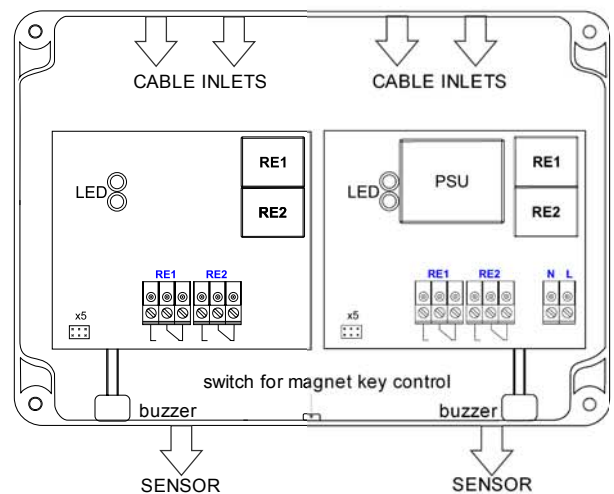 CABLE INLETS CABLE INLETS
RE1 RE1
LED LED PSU
RE2 RE2
RE1 RE2 RE1 RE2 N L
x5 x5
switch for magnet key control
buzzer buzzer
SENSOR SENSOR